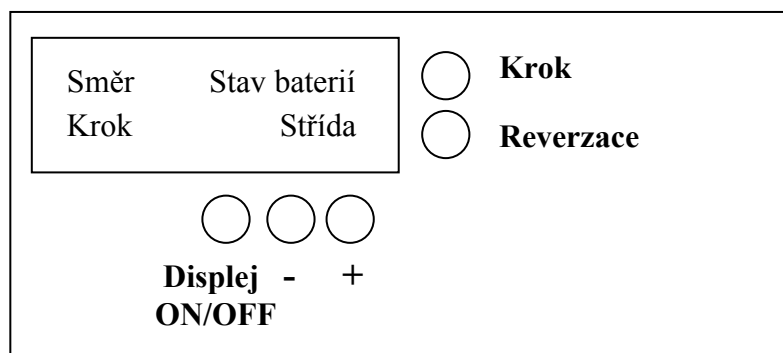 Směr Stav baterií
Krok Střída
Krok
Reverzace
Displej - +
ON/OFF